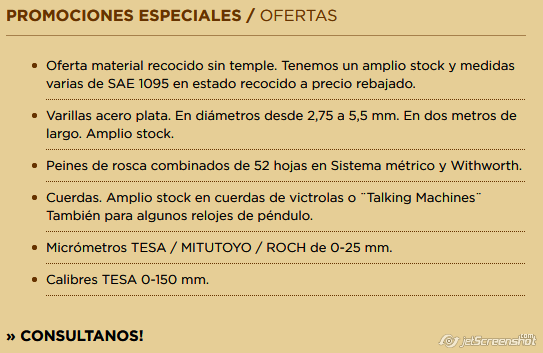 PROMOCIONES ESPECIALES / OFERTAS
Oferta material recocido sin temple. Tenemos un amplio stock y medidas
varias de SAE 1095 en estado recocido a precio rebajado.
Varillas acero plata. En diámetros desde 2,75 a 5,5 mm. En dos metros de
largo. Amplio stock.
Peines de rosca combinados de 52 hojas en Sistema métrico y Withworth.
Cuerdas. Amplio stock en cuerdas de victrolas o ¨Talking Machines¨
También para algunos relojes de péndulo.
Micrómetros TESA / MITUTOYO / ROCH de 0-25 mm.
Calibres TESA 0-150 mm.
» CONSULTANOS!
jetScreenshot.com